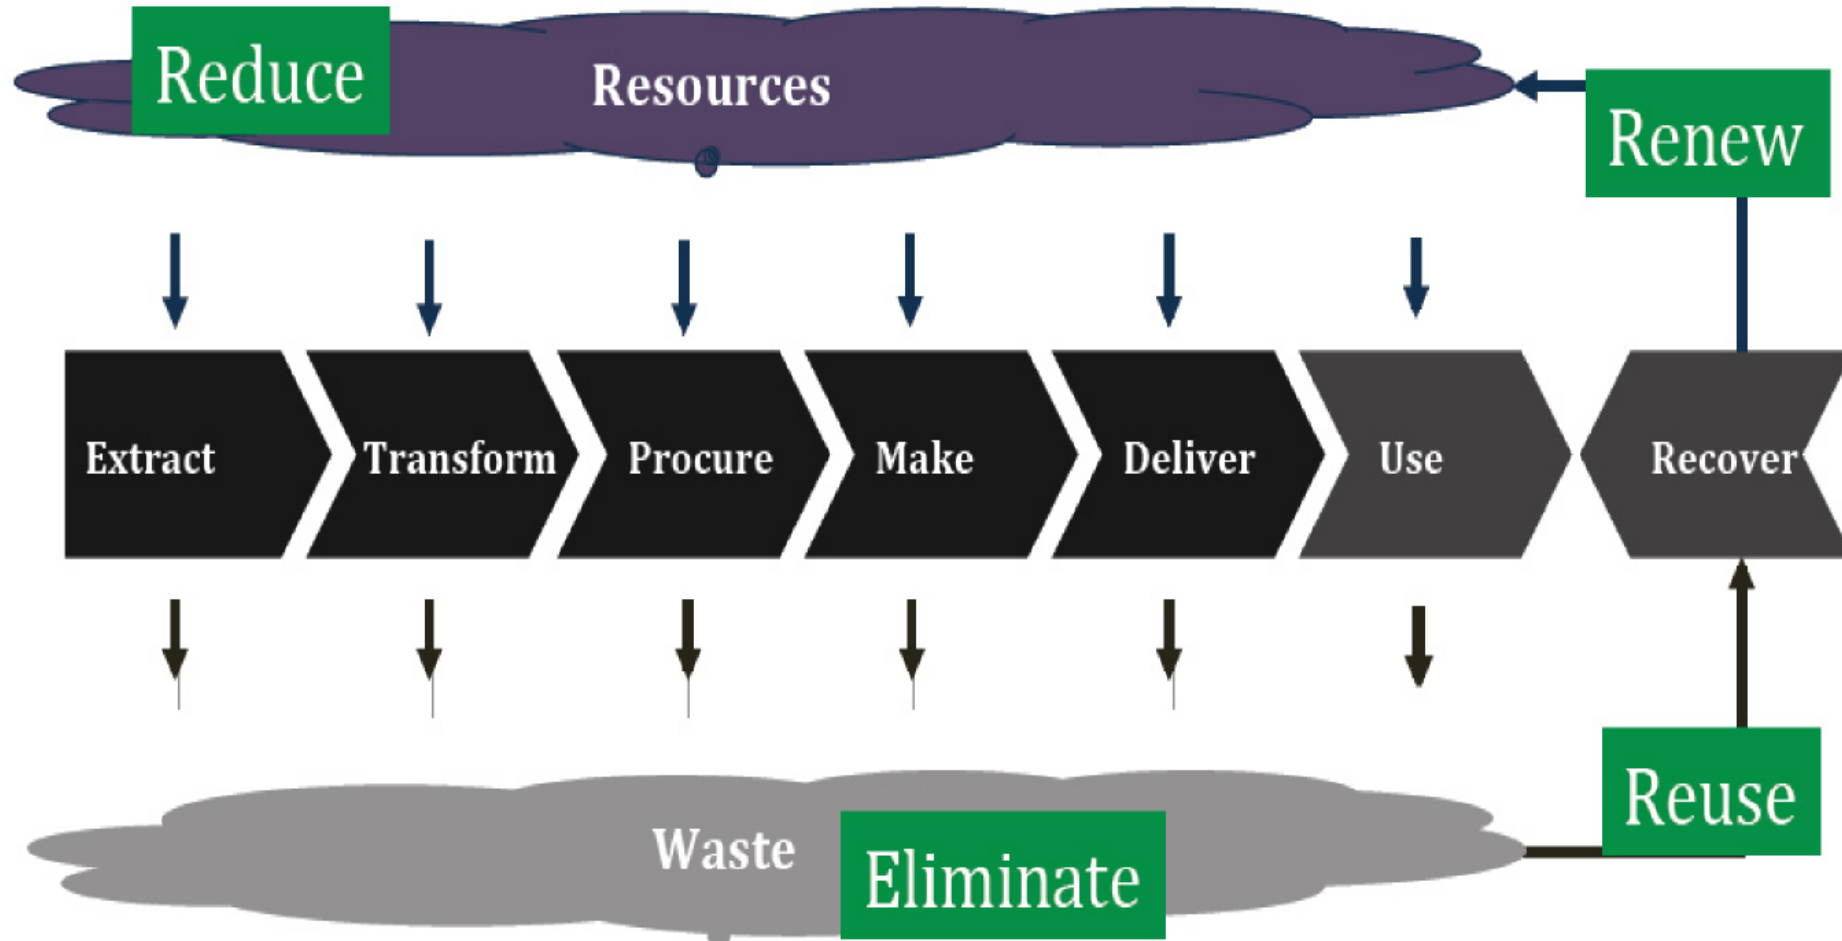 Reduce
Resources
Renew
Extract
Transform
Procure
Make
Deliver
Use
Recover
Reuse
Waste
Eliminate